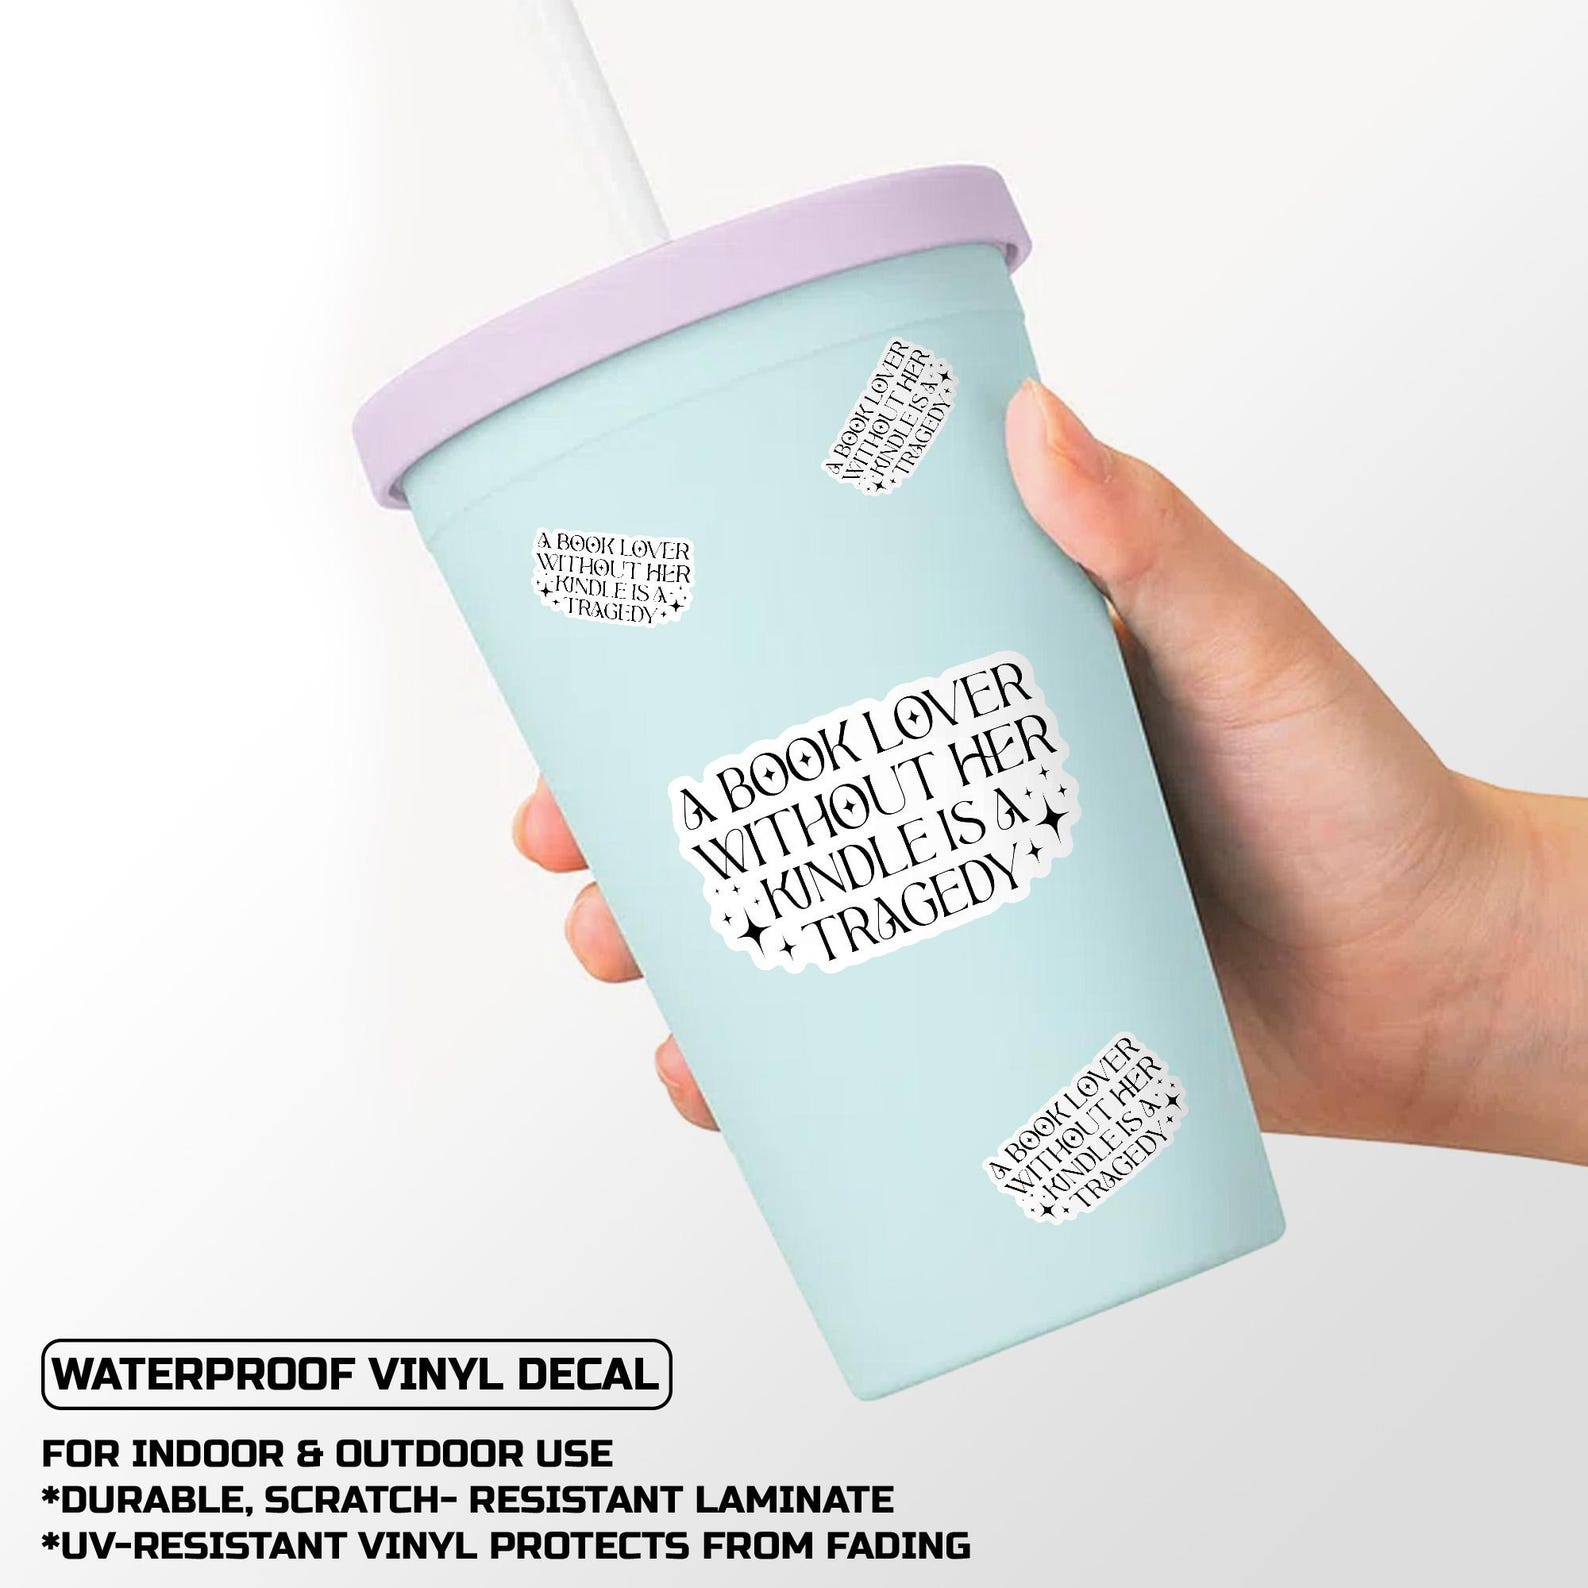 A BOOK LOVER
WITHOUT HER
KINDLE IS A
TRAGEDY
A BOOK LOVER
WITHOUT HER
KINDLE IS A
TRAGEDY
A BOOK LOVER
WITHOUT HER
KINDLE IS A
TRAGEDY
A BOOK LOVER
WITHOUT HER
KINDLE IS A
TRAGEDY
WATERPROOF VINYL DECAL
FOR INDOOR & OUTDOOR USE
*DURABLE, SCRATCH- RESISTANT LAMINATE
*UV-RESISTANT VINYL PROTECTS FROM FADING